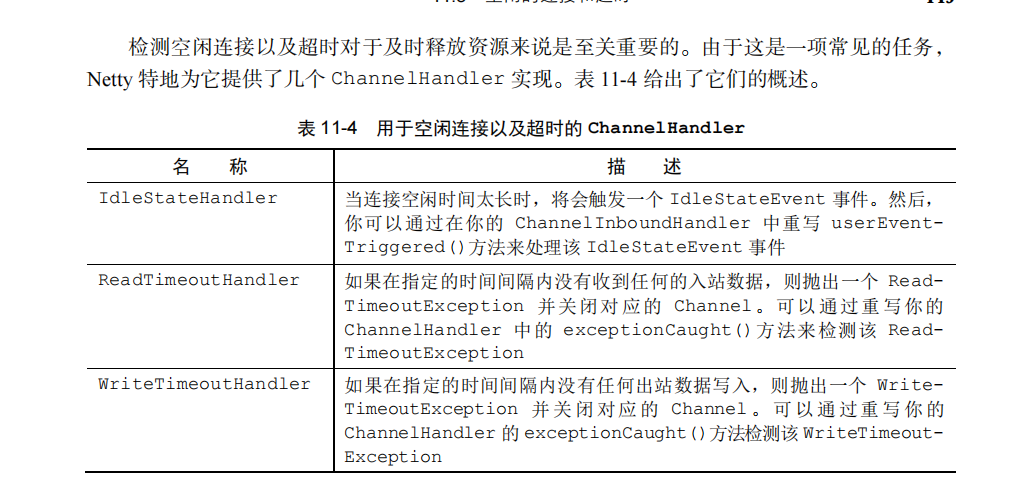 检测空闲连接以及超时对于及时释放资源来说是至关重要的。由于这是一项常见的任务,
Netty 特地为它提供了几个 ChannelHandler 实现。表 11-4 给出了它们的概述。
表 11-4 用于空闲连接以及超时的 ChannelHandler
名 称 描 述
IdleStateHandler 当连接空闲时间太长时，将会触发一个 IdleStateEvent 事件。然后,
你可以通过在你的 ChannelInboundHandler 中重写 userEvent-
Triggered()方法来处理该 IdleStateEvent 事件
ReadTimeoutHandler 如果在指定的时间间隔内没有收到任何的入站数据，则抛出一个 Read-
TimeoutException 并关闭对应的 Channel。可以通过重写你的
ChannelHandler 中的 exceptionCaught()方法来检测该 Read-
TimeoutException
WriteTimeoutHandler 如果在指定的时间间隔内没有任何出站数据写入，则抛出一个 Write-
TimeoutException 并关闭对应的 Channel。可以通过重写你的
ChannelHandler 的 exceptionCaught()方法检测该 WriteTimeout-
Exception